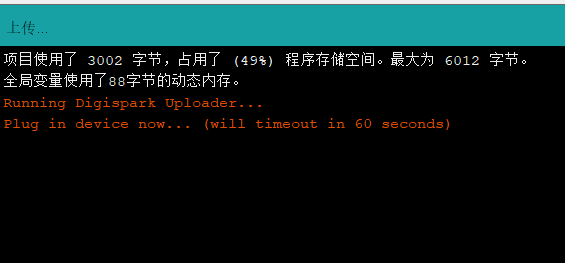 上传...
项目使用了 3002 字节，占用了 (49%) 程序存储空间。最大为 6012 字节。
全局变量使用了88字节的动态内存。
Running Digispark Uploader...
Plug in device now... (will timeout in 60 seconds)